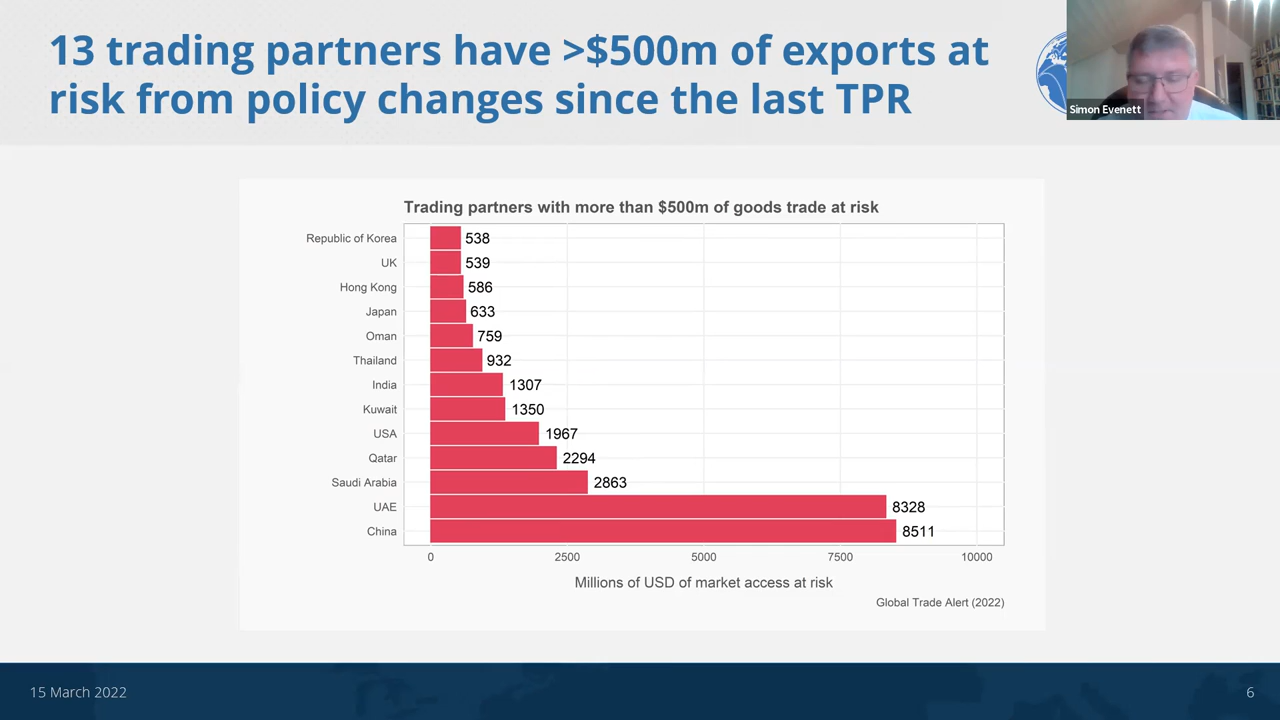 13 trading partners have >$500m of exports at
risk from policy changes since the last TPR
Simon Evenett
Trading partners with more than $500m of goods trade at risk
Republic of Korea 538
UK 539
Hong Kong 586
Japan 633
Oman 759
Thailand 932
India 1307
Kuwait 1350
USA 1967
Qatar 2294
Saudi Arabia 2863
UAE 8328
China 8511
0 2500 5000 7500 10000
Millions of USD of market access at risk
Global Trade Alert (2022)
15 March 2022
6